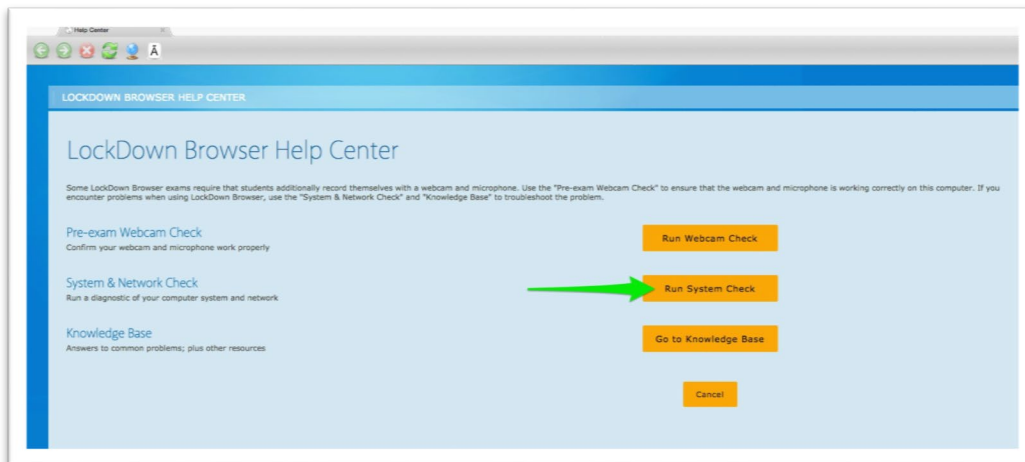 Help Center
Ā
LOCKDOWN BROWSER HELP CENTER
LockDown Browser Help Center
Some LockDown Browser exams require that students additionally record themselves with a webcam and microphone. Use the "Pre-exam Webcam Check" to ensure that the webcam and microphone is working correctly on this computer. If you
encounter problems when using LockDown Browser, use the "System & Network Check" and "Knowledge Base" to troubleshoot the problem.
Pre-exam Webcam Check
Confirm your webcam and microphone work properly
Run Webcam Check
System & Network Check
Run a diagnostic of your computer system and network
Run System Check
Knowledge Base
Answers to common problems; plus other resources
Go to Knowledge Base
Cancel